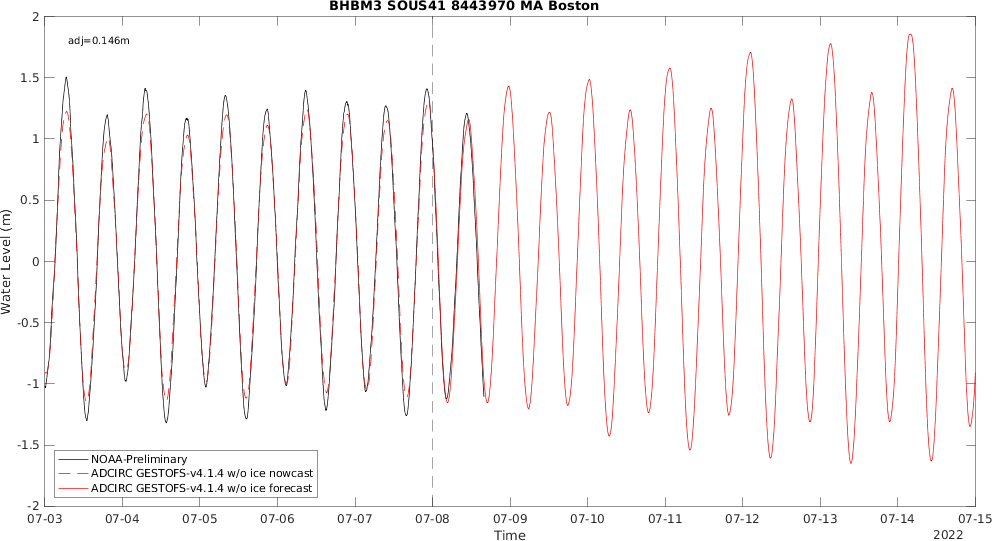 BHBM3 SOUS41 8443970 MA Boston
adj=0.146m
2
1.5
1
0.5
0
-0.5
-1
-1.5
-2
Water Level (m)
NOAA-Preliminary
ADCIRC GESTOFS-v4.1.4 w/o ice nowcast
ADCIRC GESTOFS-v4.1.4 w/o ice forecast
07-03 07-04 07-05 07-06 07-07 07-08 07-09 07-10 07-11 07-12 07-13 07-14 07-15
Time
2022